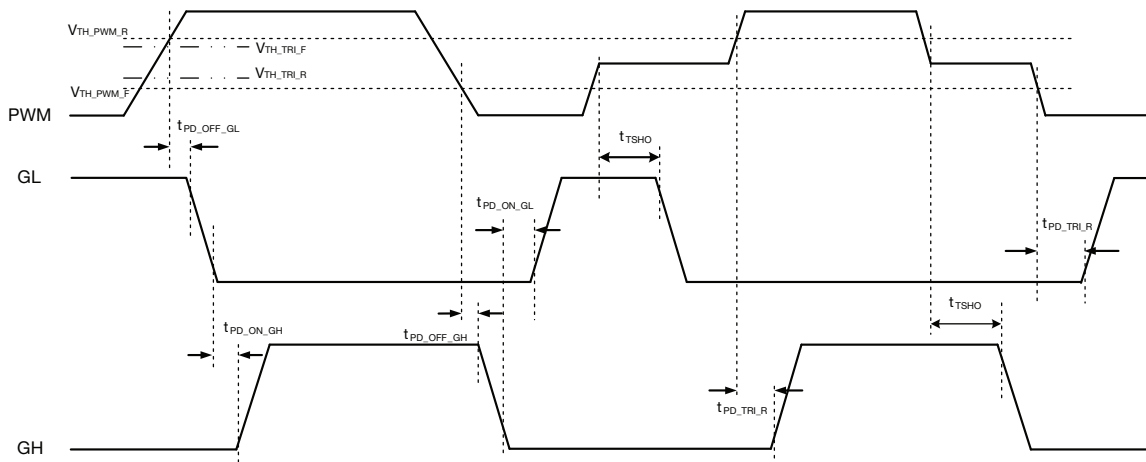 VTH_PWM_R
VTH_TRI_F
VTH_TRI_R
VTH_PWM_F
PWM
tPD_OFF_GL
tTSHO
GL
tPD_ON_GL
tPD_TRI_R
tTSHO
tPD_ON_GH
tPD_OFF_GH
tPD_TRI_R
GH